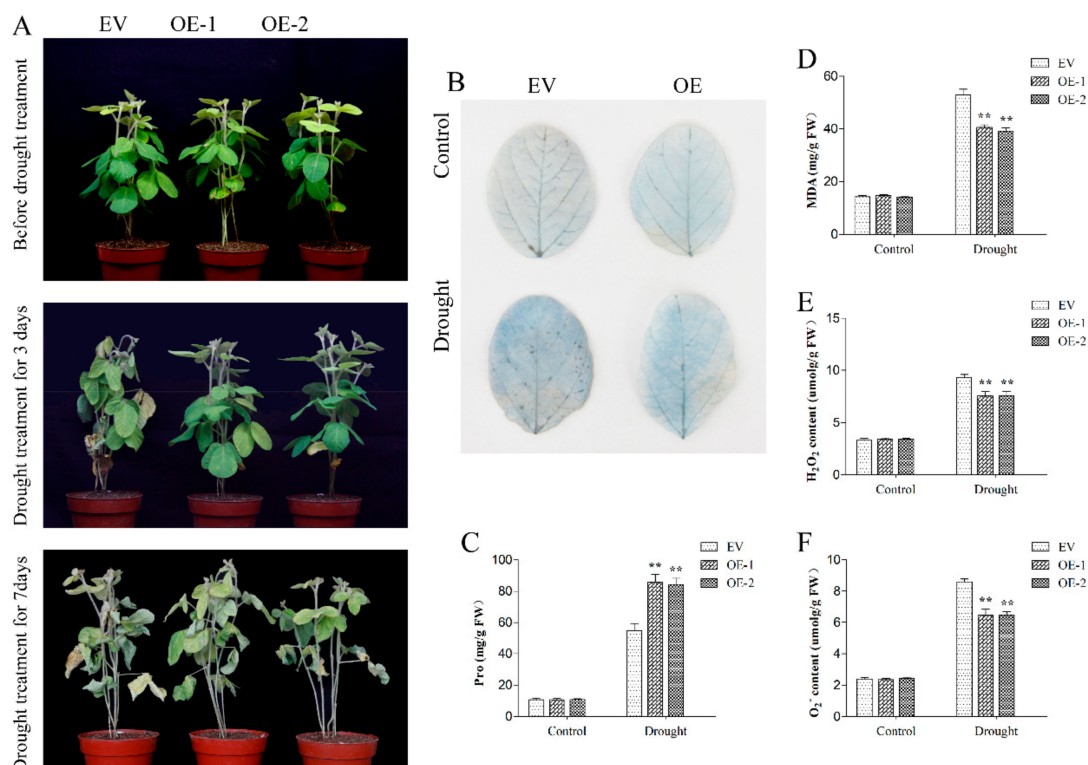 A
EV OE-1 OE-2
Before drought treatment
Drought treatment for 3 days
Drought treatment for 7days
B
EV OE
Control
Drought
C
EV
OE-1
OE-2
Pro (mg/g FW)
100
80
60
40
20
0
** **
Control Drought
D
EV
OE-1
OE-2
MDA (mg/g FW)
60
40
20
0
** **
Control Drought
E
EV
OE-1
OE-2
H₂O₂ content (umolg/g FW)
15
10
5
0
** **
Control Drought
F
EV
OE-1
OE-2
O₂⁻ content (umolg/g FW)
10
8
6
4
2
0
** **
Control Drought